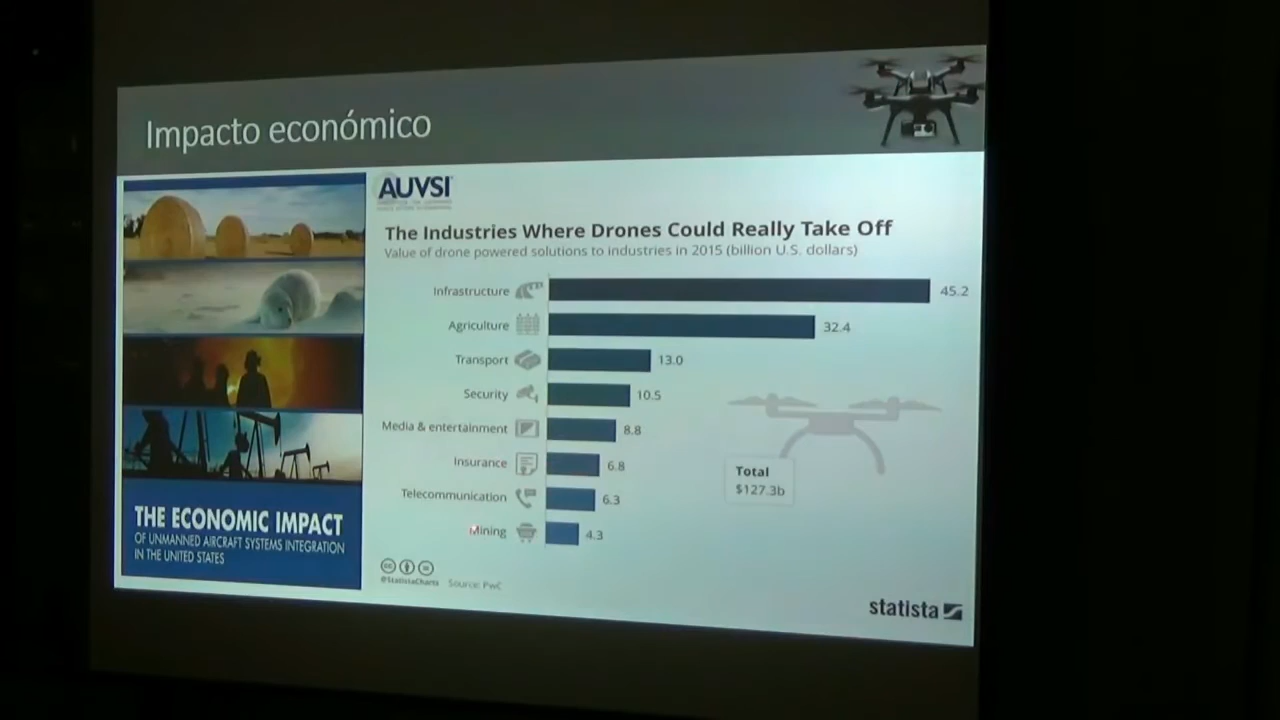 Impacto económico
AUVSI
The Industries Where Drones Could Really Take Off
Value of drone powered solutions to industries in 2015 (billion U.S. dollars)
Infrastructure 45.2
Agriculture 32.4
Transport 13.0
Security 10.5
Media & entertainment 8.8
Insurance 6.8
Telecommunication 6.3
Mining 4.3
Total
$127.3b
THE ECONOMIC IMPACT
OF UNMANNED AIRCRAFT SYSTEMS INTEGRATION
IN THE UNITED STATES
@StatistaCharts Source: PwC
statista